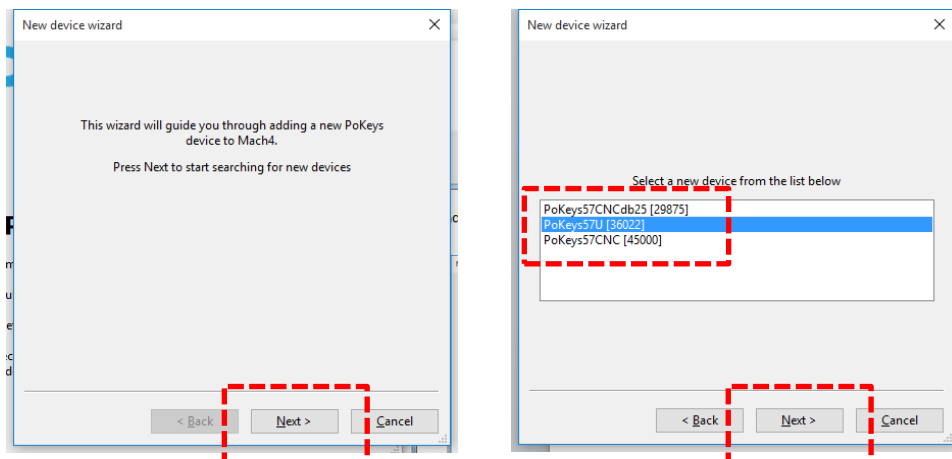 New device wizard
This wizard will guide you through adding a new PoKeys
device to Mach4.
Press Next to start searching for new devices
< Back
Next >
Cancel
New device wizard
Select a new device from the list below
PoKeys57CNCdb25 [29875]
PoKeys57U [36022]
PoKeys57CNC [45000]
< Back
Next >
Cancel